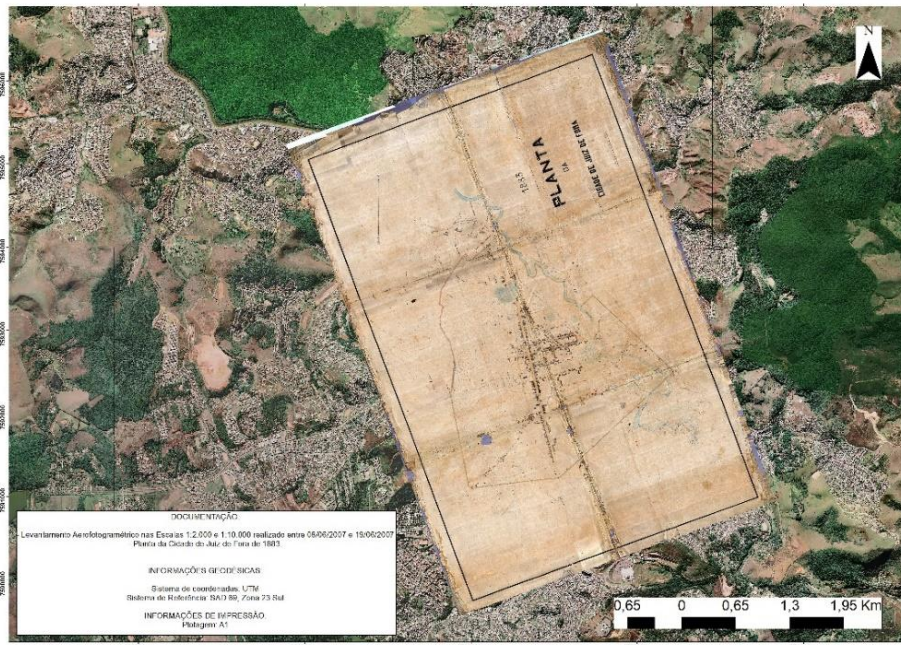 N
1883
PLANTA
DA
CIDADE DE JUIZ DE FORA
DOCUMENTAÇÃO:
Levantamento Aerofotogramétrico nas Escalas 1:2.000 e 1:10.000 realizado entre 06/06/2007 e 19/06/2007
Planta da Cidade do Juiz de Fora de 1883
INFORMAÇÕES GEODÉSICAS:
Sistema de coordenadas: UTM
Sistema de Referência: SAD 69, Zona 23 Sul
INFORMAÇÕES DE IMPRESSÃO:
Plotagem: A1
0,65 0 0,65 1,3 1,95 Km